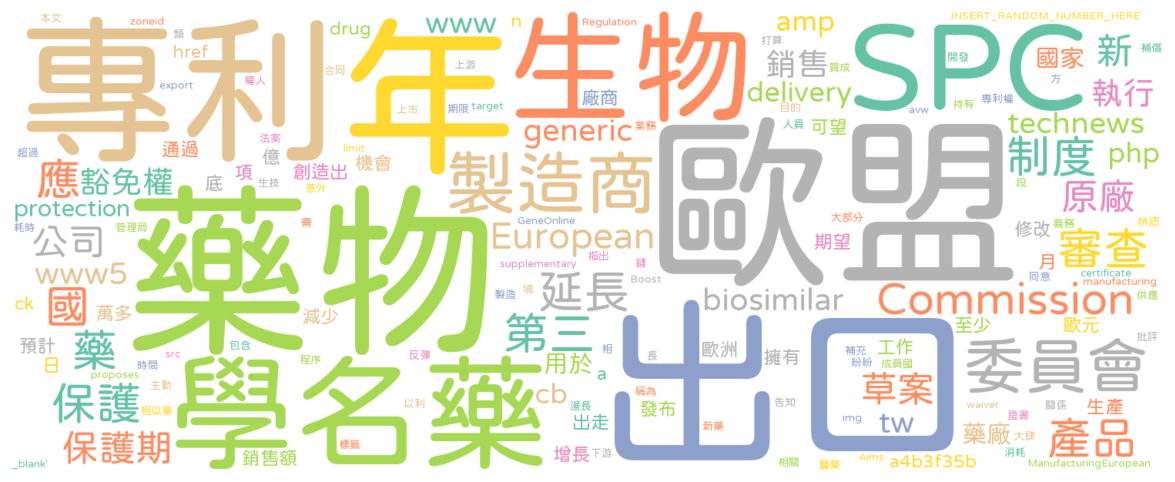 本文 zoneid 類 drug www n Regulation amp INSERT_RANDOM_NUMBER_HERE'
專利 href 合同 年 上游 生物 打算 銷售 贊成 SPC 國家 新 開發 補償 方
export 權人 上市 期限 target 廠商 目的 delivery avw 持有 專利權 執行
超過 通過 法案 limit generic 業務 人員 可望 technews
應 豁免權 底 項 億 生技 創造出 機會 意外 製造商 歐盟 制度 php
protection 耗時 管理局 需 GeneOnline 大部分 段 原廠
公司 藥物 European 指出 期望 修改 義務 辨認 審查
www5 supplementary 鏈 Boost 月 同意 certificate manufacturing
ck 國 萬多 減少 製造 境 延長 biosimilar Commission 供應
預計 日 藥 時間 src 包含 程序 反彈 第三 相 長 出口 歐洲 擁有 補充 紛紛 工作 成員國 至少 歐元 批評
proposes 主動 用於 a 稱為 草案 委員會
保護 相似藥 學名藥 以利 cb 漫長 發布 告知 img tw waiver 關係 證書 生產
保護期 標籤 出走 新藥 藥廠 大肆 產品
_blank' 銷售額 增長 下游 相關 醫藥 Aims a4b3f35b 消耗 ManufacturingEuropean